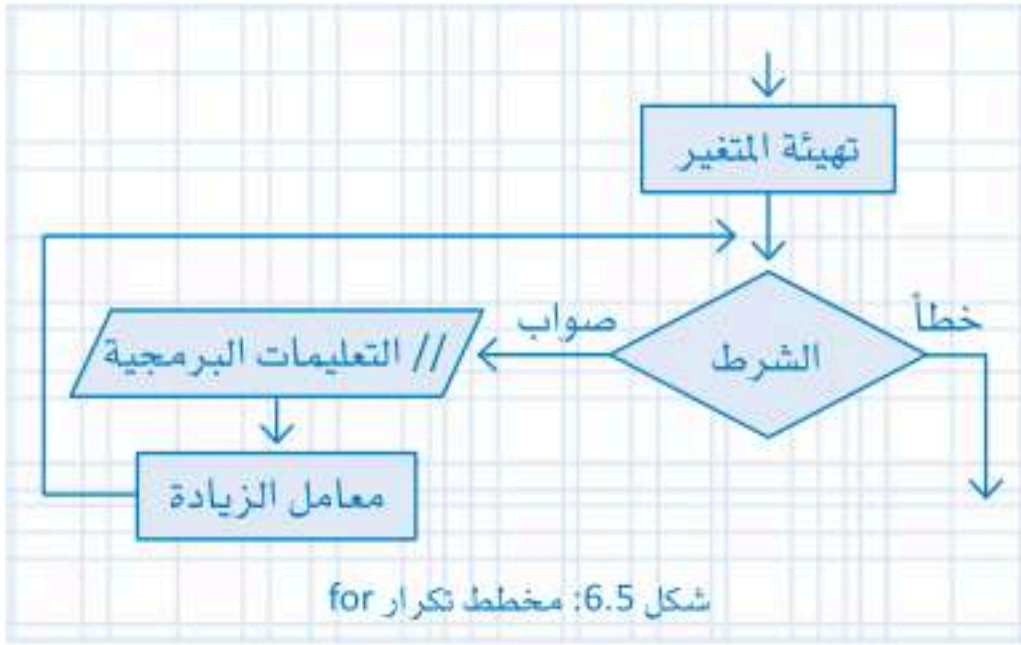 تهيئة المتغير
الشرط
خطأ
صواب
// التعليمات البرمجية
معامل الزيادة
شكل 6.5: مخطط تكرار for